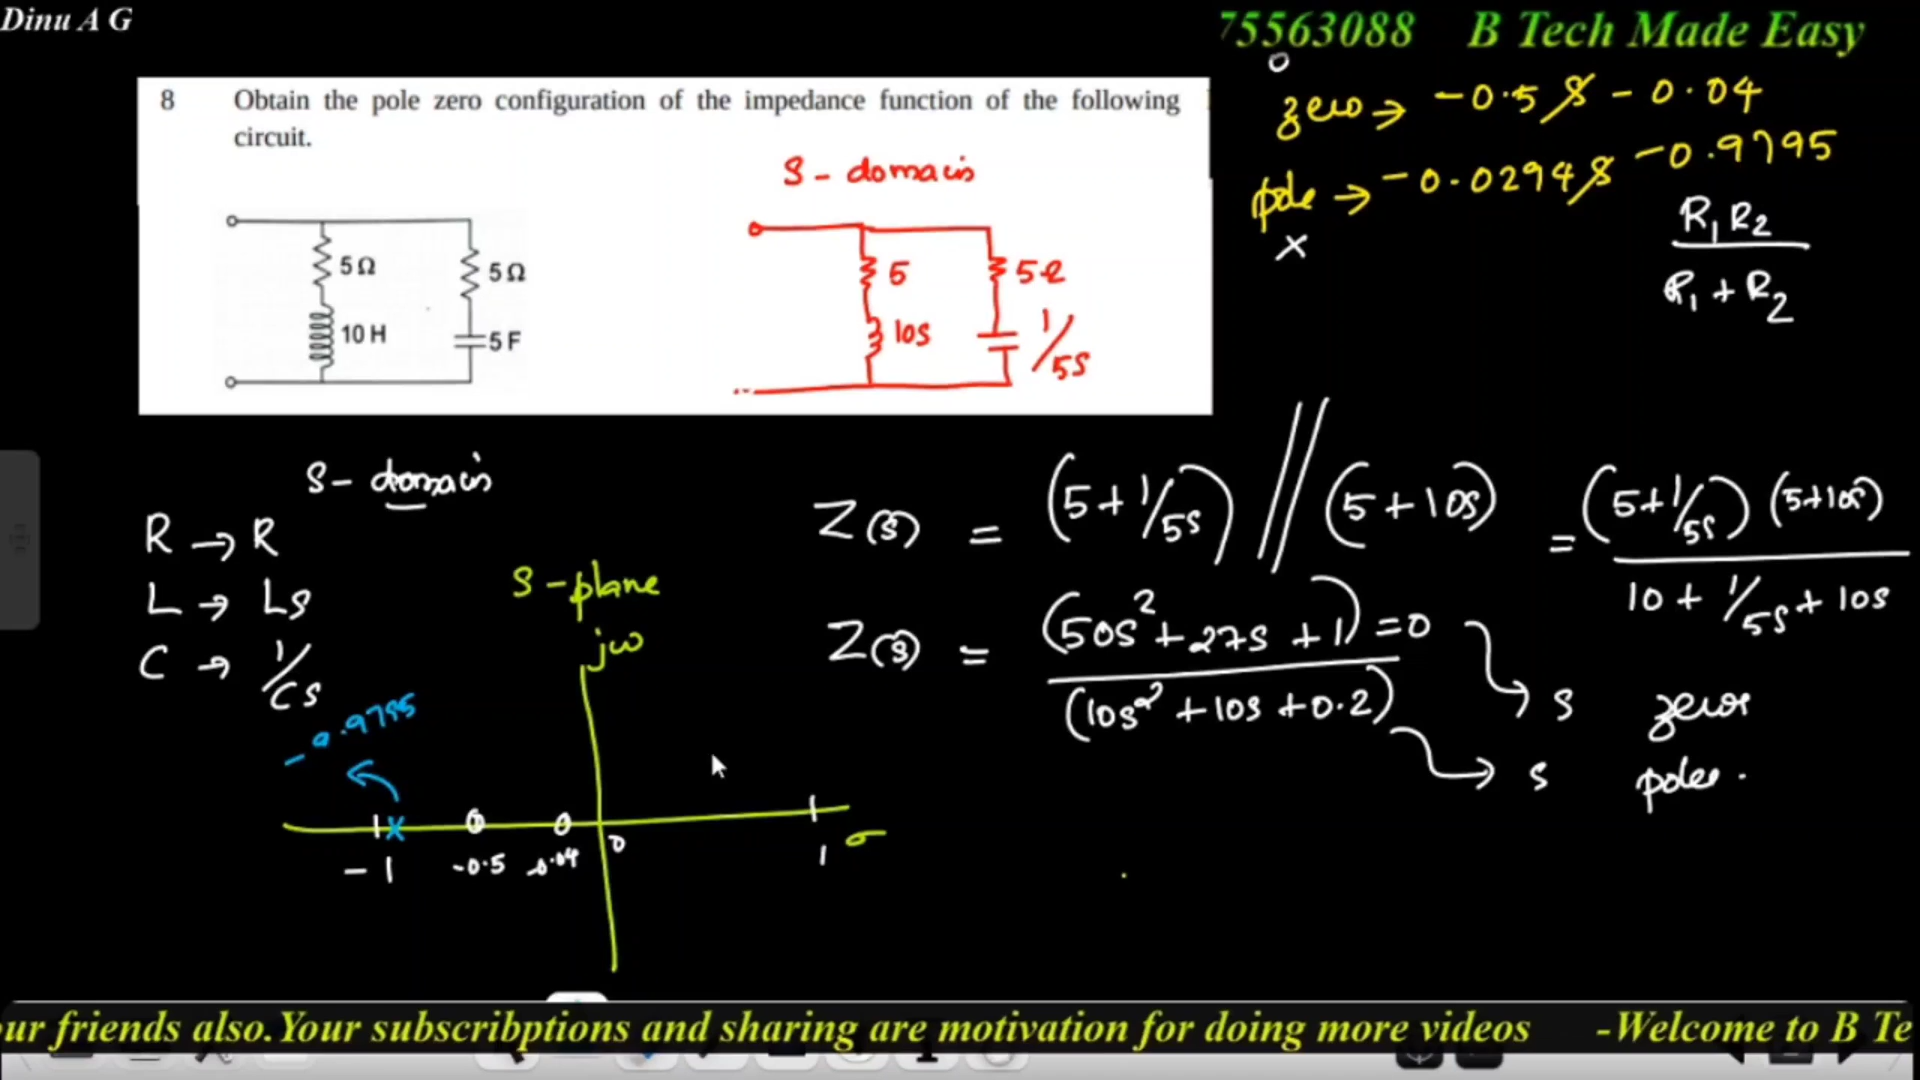 Dinu A G
75563088 B Tech Made Easy
8 Obtain the pole zero configuration of the impedance function of the following
circuit.
5Ω
10 H
5Ω
5 F
S - domain
5
10s
5Ω
1/5s
o
zero → -0.5 & -0.04
pole → -0.0294 & -0.9795
x
R1 R2
R1 + R2
S - domain
R → R
L → Ls
C → 1/Cs
Z(s) = (5+1/5s) // (5+10s) = (5+1/5s) (5+10s)
10 + 1/5s + 10s
Z(s) = (50s² + 27s + 1) = 0
(10s² + 10s + 0.2)
s zeros
s poles.
S - plane
jω
-0.9795
x
-1 -0.5 -0.04 0 1 σ
our friends also. Your subscribptions and sharing are motivation for doing more videos -Welcome to B Te